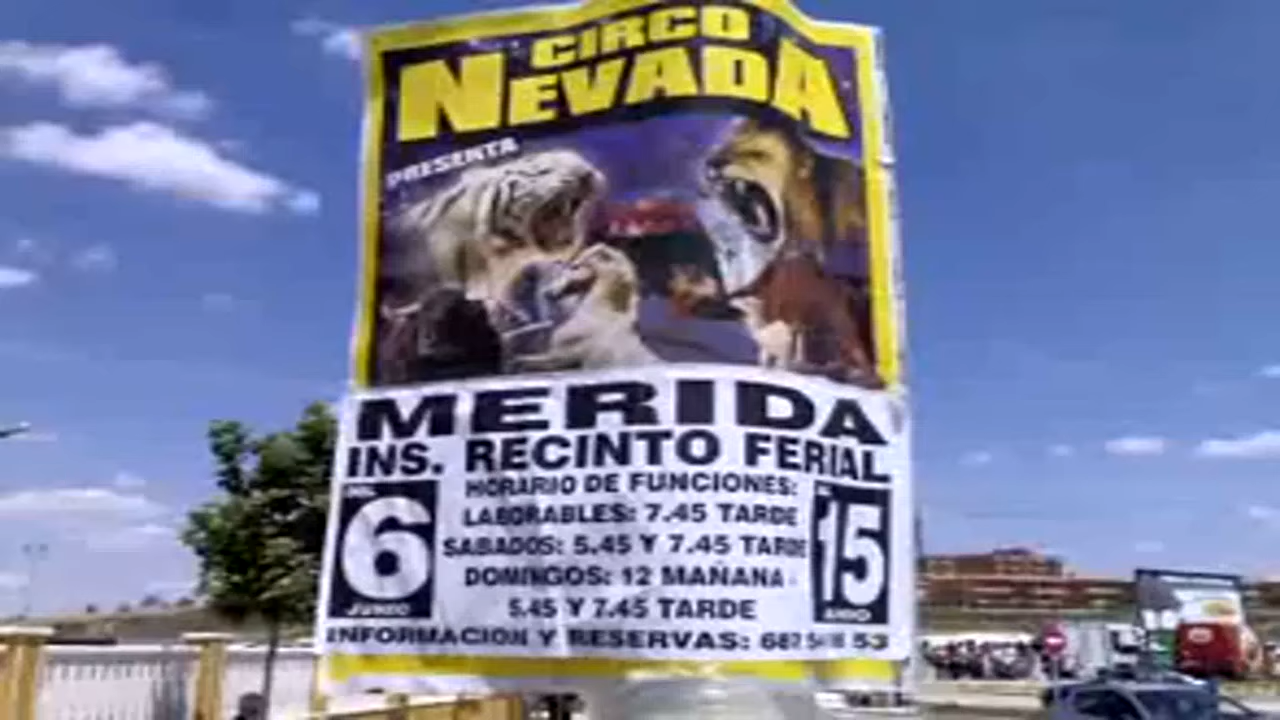 CIRCO
NEVADA
PRESENTA
MERIDA
INS. RECINTO FERIAL
HORARIO DE FUNCIONES:
LABORABLES: 7.45 TARDE
SABADOS: 5.45 Y 7.45 TARDE
DOMINGOS: 12 MAÑANA
5.45 Y 7.45 TARDE
6
JUNIO
15
INFORMACION Y RESERVAS: